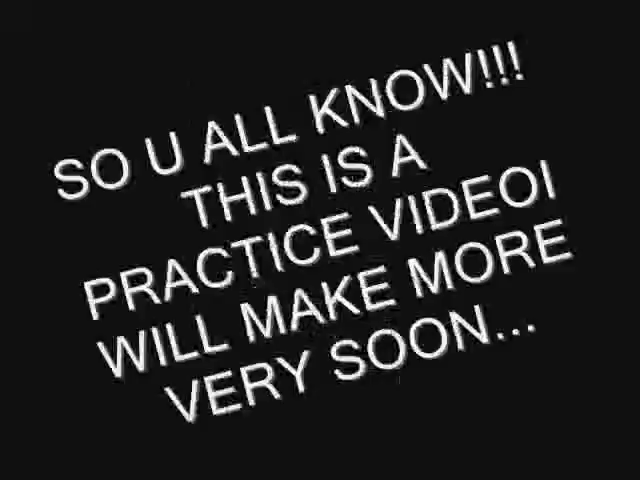 SO U ALL KNOW!!!
THIS IS A
PRACTICE VIDEOI
WILL MAKE MORE
VERY SOON...